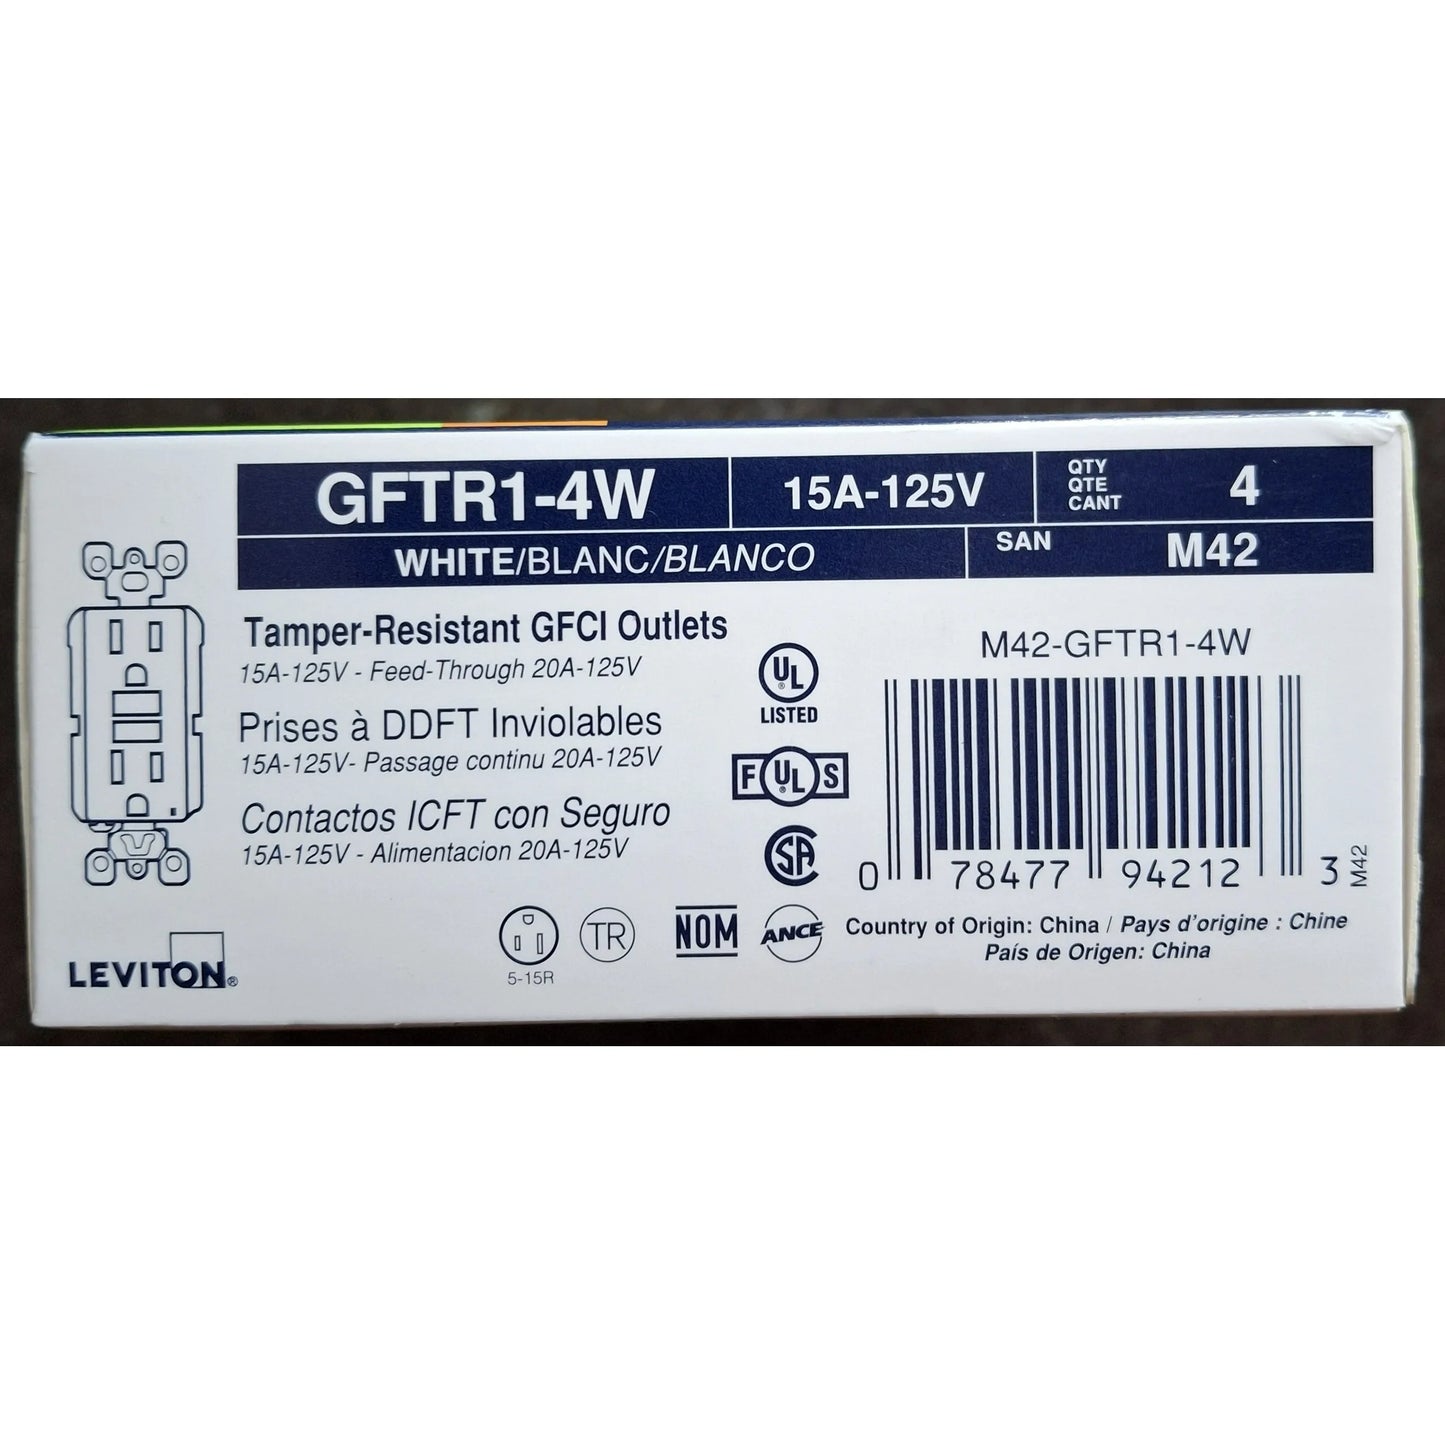 GFTR1-4W
15A-125V
QTY
QTE
CANT
4
WHITE/BLANC/BLANCO
SAN
M42
Tamper-Resistant GFCI Outlets
15A-125V - Feed-Through 20A-125V
Prises à DDFT Inviolables
15A-125V- Passage continu 20A-125V
Contactos ICFT con Seguro
15A-125V - Alimentacion 20A-125V
UL®
LISTED
F UL® S
SA
M42-GFTR1-4W
0 78477 94212 3
M42
5-15R
TR
NOM
ANCE
Country of Origin: China / Pays d'origine : Chine
País de Origen: China
LEVITON®